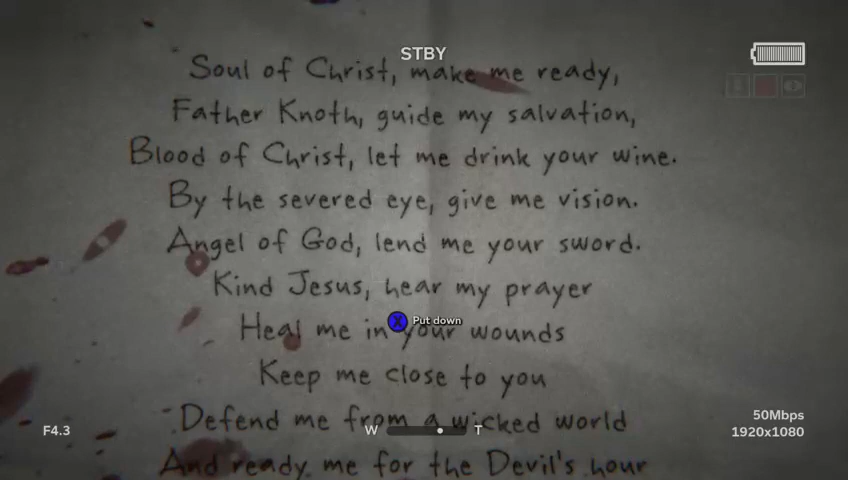 STBY
Soul of Christ, make me ready,
Father Knoth, guide my salvation,
Blood of Christ, let me drink your wine.
By the severed eye, give me vision.
Angel of God, lend me your sword.
Kind Jesus, hear my prayer
X Put down
Heal me in your wounds
Keep me close to you
Defend me from a wicked world
F4.3
W T
50Mbps
1920x1080
And ready me for the Devil's hour